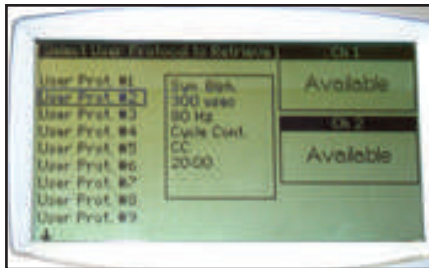 Select User Protocol to Retrieve
User Prot. #1
User Prot. #2
User Prot. #3
User Prot. #4
User Prot. #5
User Prot. #6
User Prot. #7
User Prot. #8
User Prot. #9
Sym. Biph.
300 usec
80 Hz
Cycle Cont.
CC
20:00
Ch 1
Available
Ch 2
Available